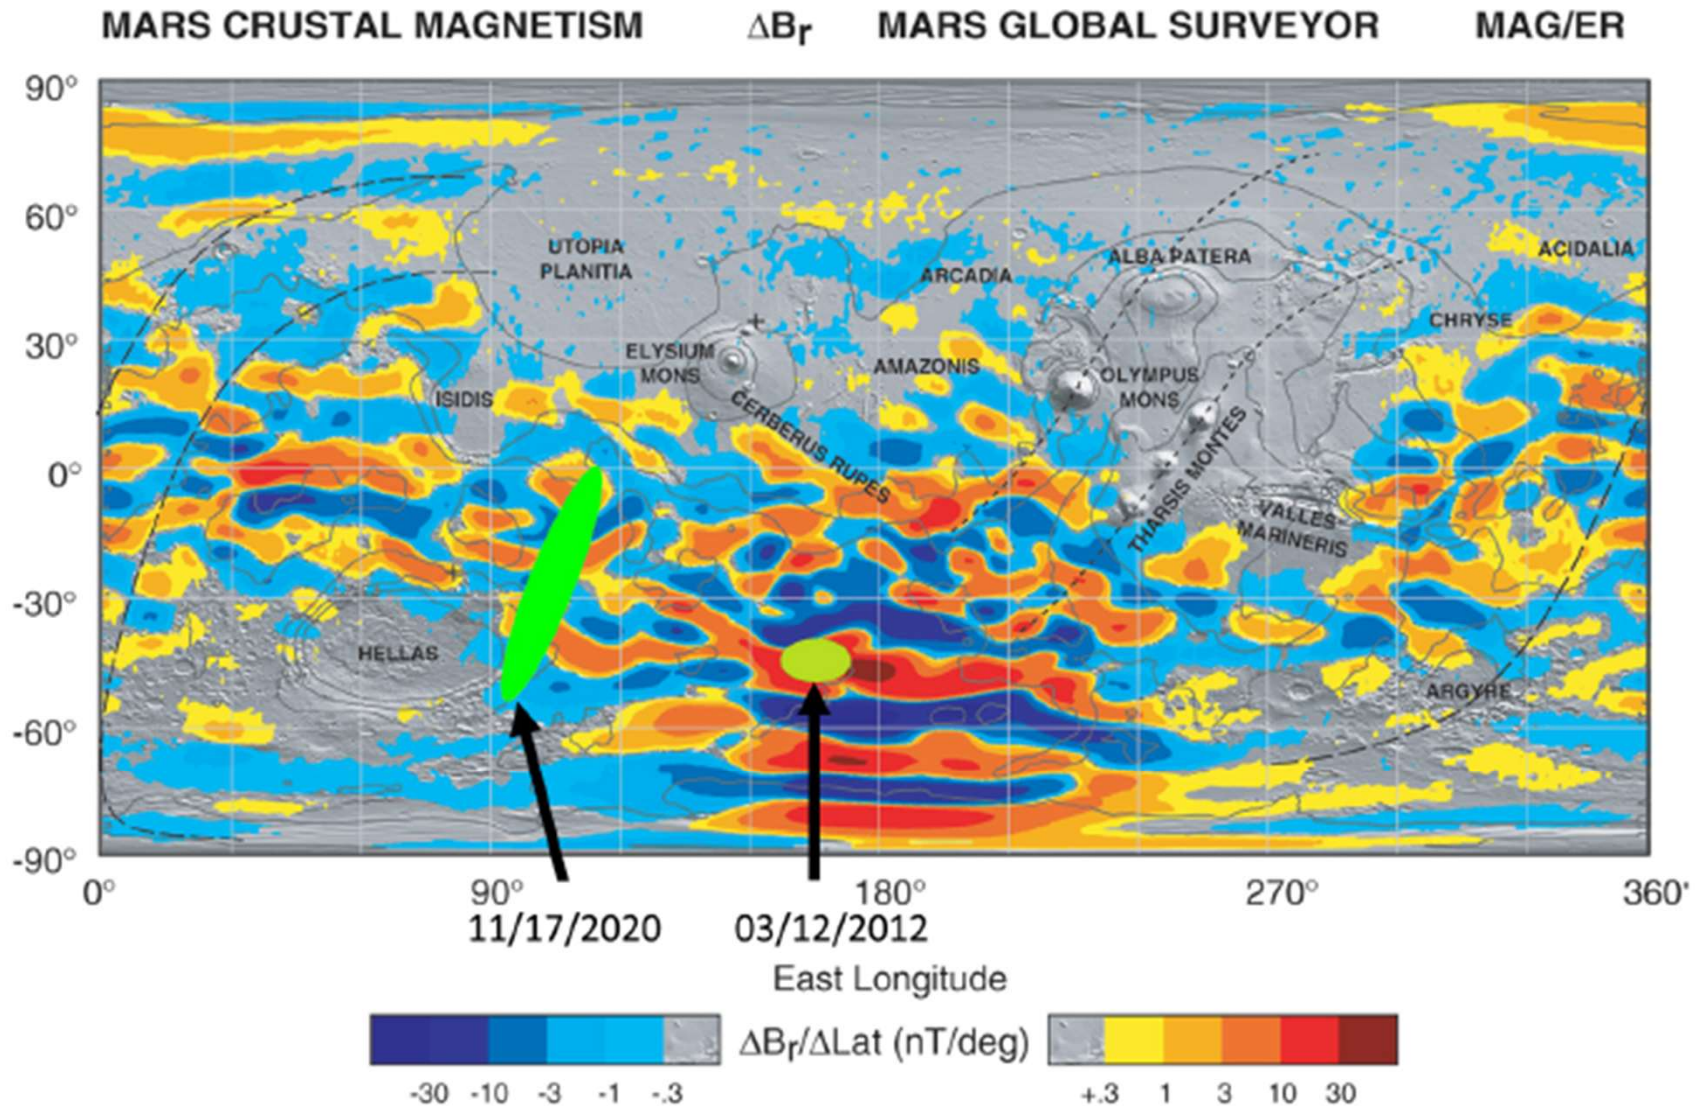 MARS CRUSTAL MAGNETISM ΔBr MARS GLOBAL SURVEYOR MAG/ER
90°
60°
30°
0°
-30°
-60°
-90°
UTOPIA
PLANITIA
ARCADIA
ALBA PATERA
ACIDALIA
CHRYSE
ELYSIUM
MONS
AMAZONIS
OLYMPUS
MONS
ISIDIS
CERBERUS RUPES
THARSIS MONTES
VALLES
MARINERIS
HELLAS
ARGYRE
0° 90° 180° 270° 360'
11/17/2020 03/12/2012
East Longitude
ΔBr/ΔLat (nT/deg)
-30 -10 -3 -1 -.3 +.3 1 3 10 30